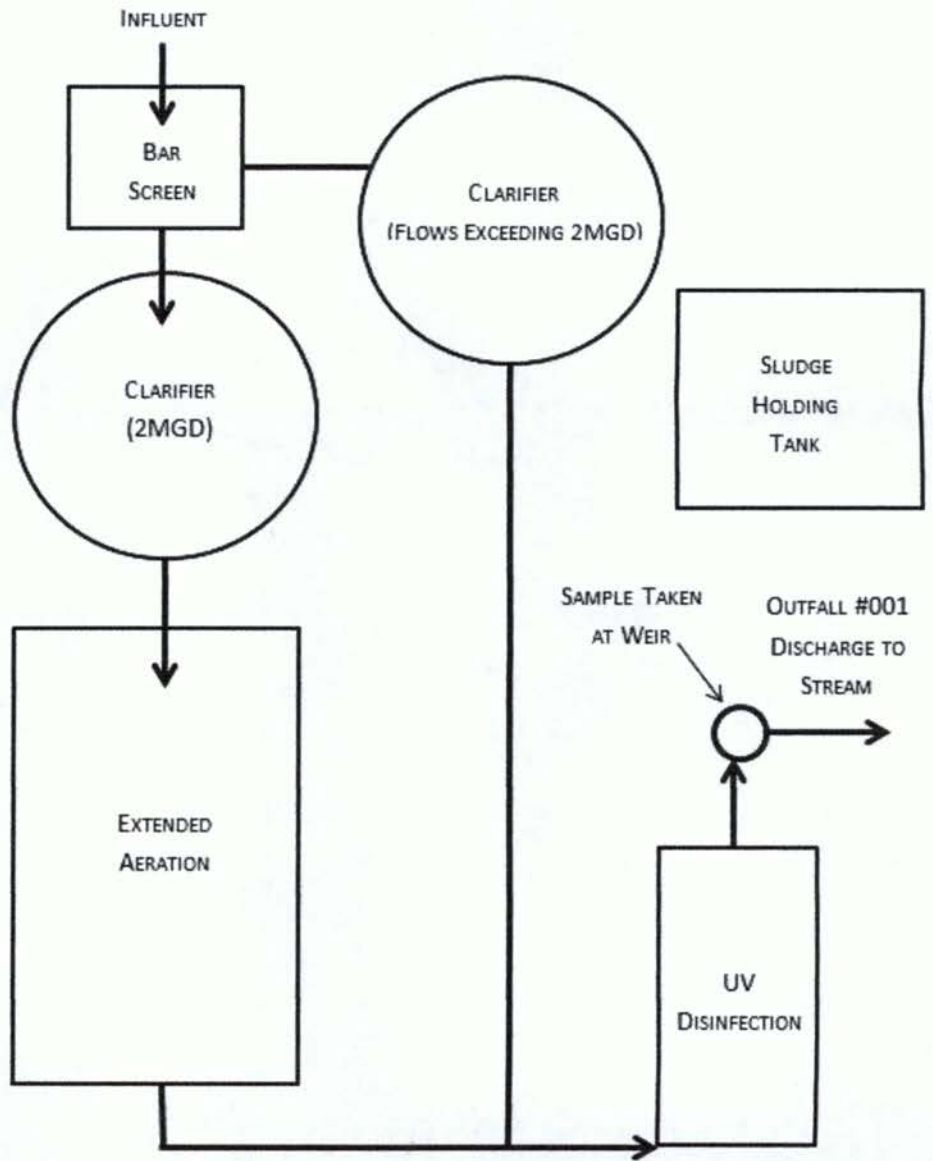 INFLUENT
BAR
SCREEN
CLARIFIER
(FLOWS EXCEEDING 2MGD)
CLARIFIER
(2MGD)
SLUDGE
HOLDING
TANK
SAMPLE TAKEN
AT WEIR
OUTFALL #001
DISCHARGE TO
STREAM
EXTENDED
AERATION
UV
DISINFECTION